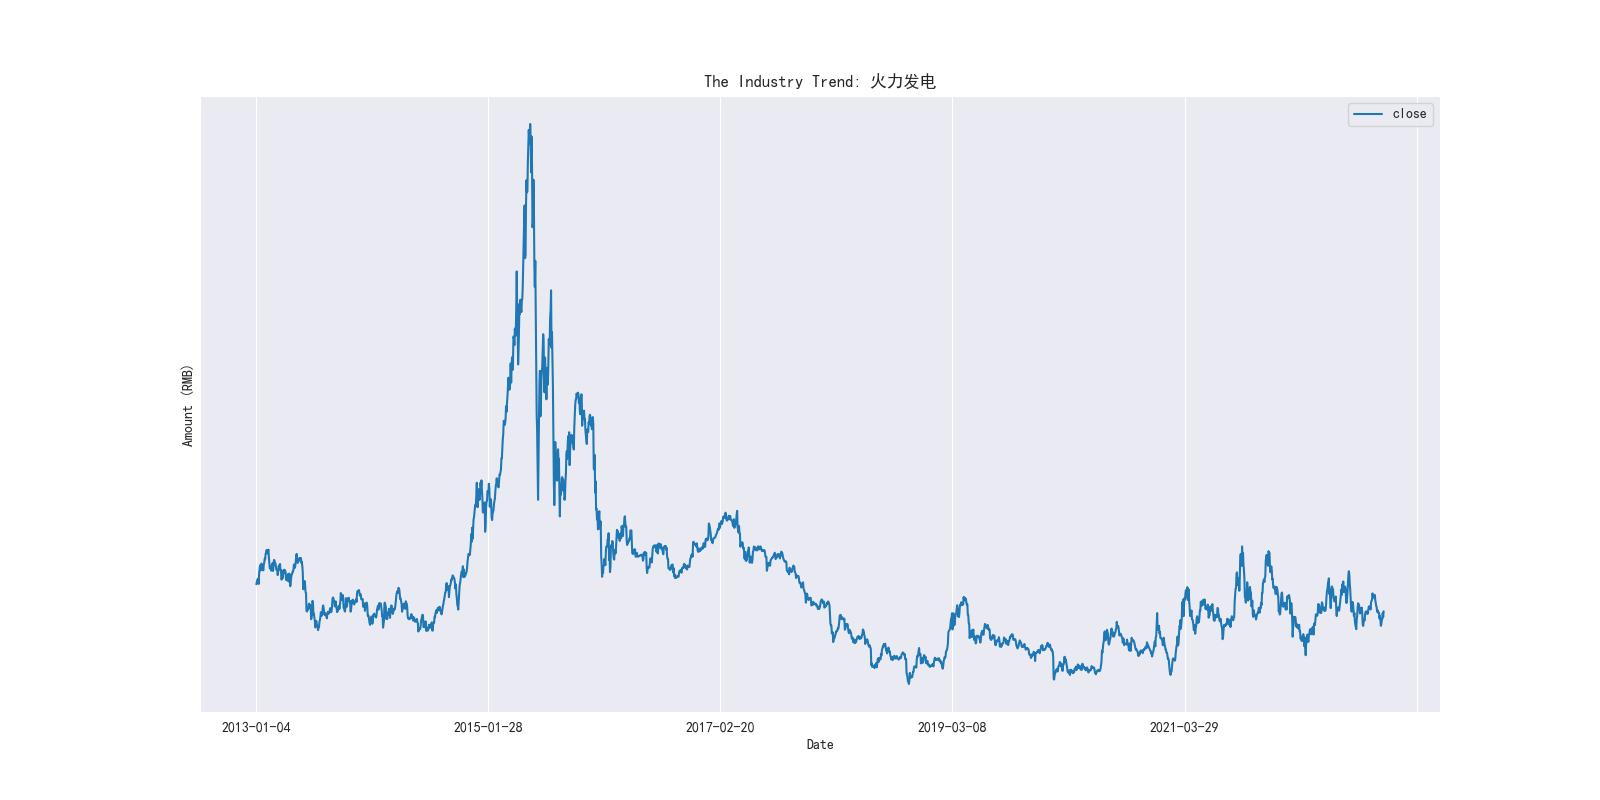 The Industry Trend: 火力发电
close
Amount (RMB)
2013-01-04
2015-01-28
2017-02-20
2019-03-08
2021-03-29
Date